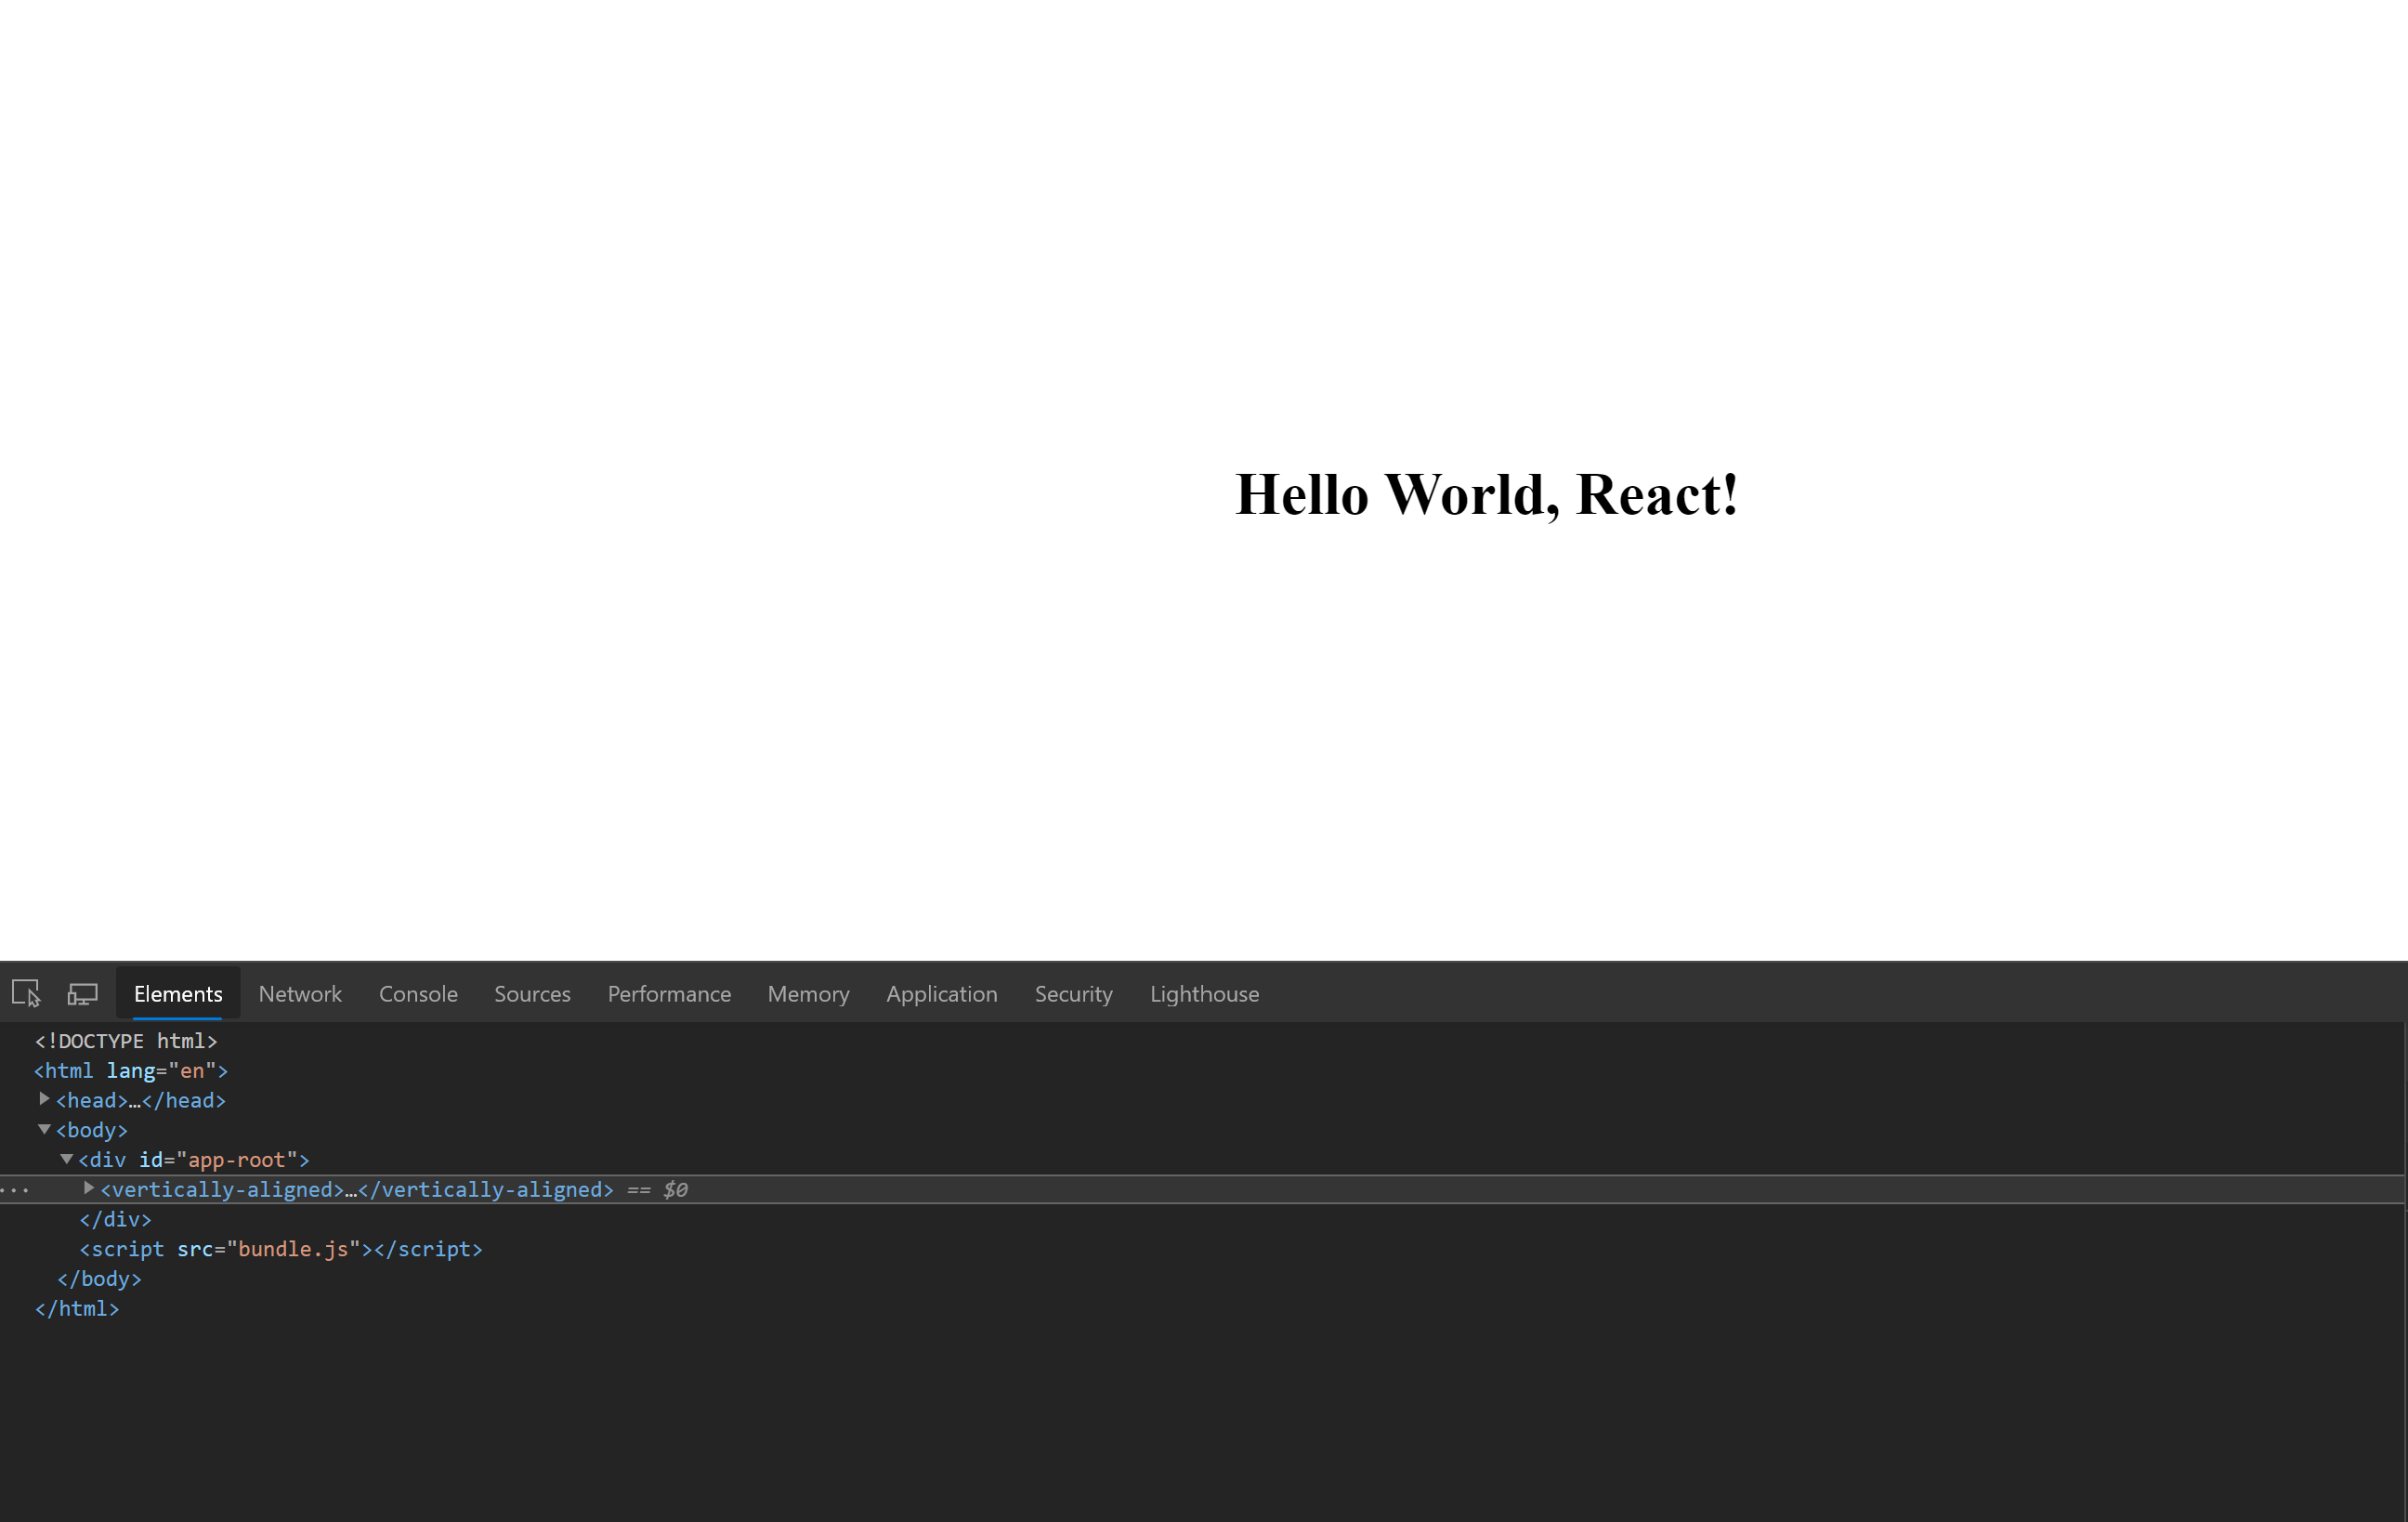 Hello World, React!
Elements Network Console Sources Performance Memory Application Security Lighthouse
<!DOCTYPE html>
<html lang="en">
<head>…</head>
<body>
<div id="app-root">
··· <vertically-aligned>…</vertically-aligned> == $0
</div>
<script src="bundle.js"></script>
</body>
</html>